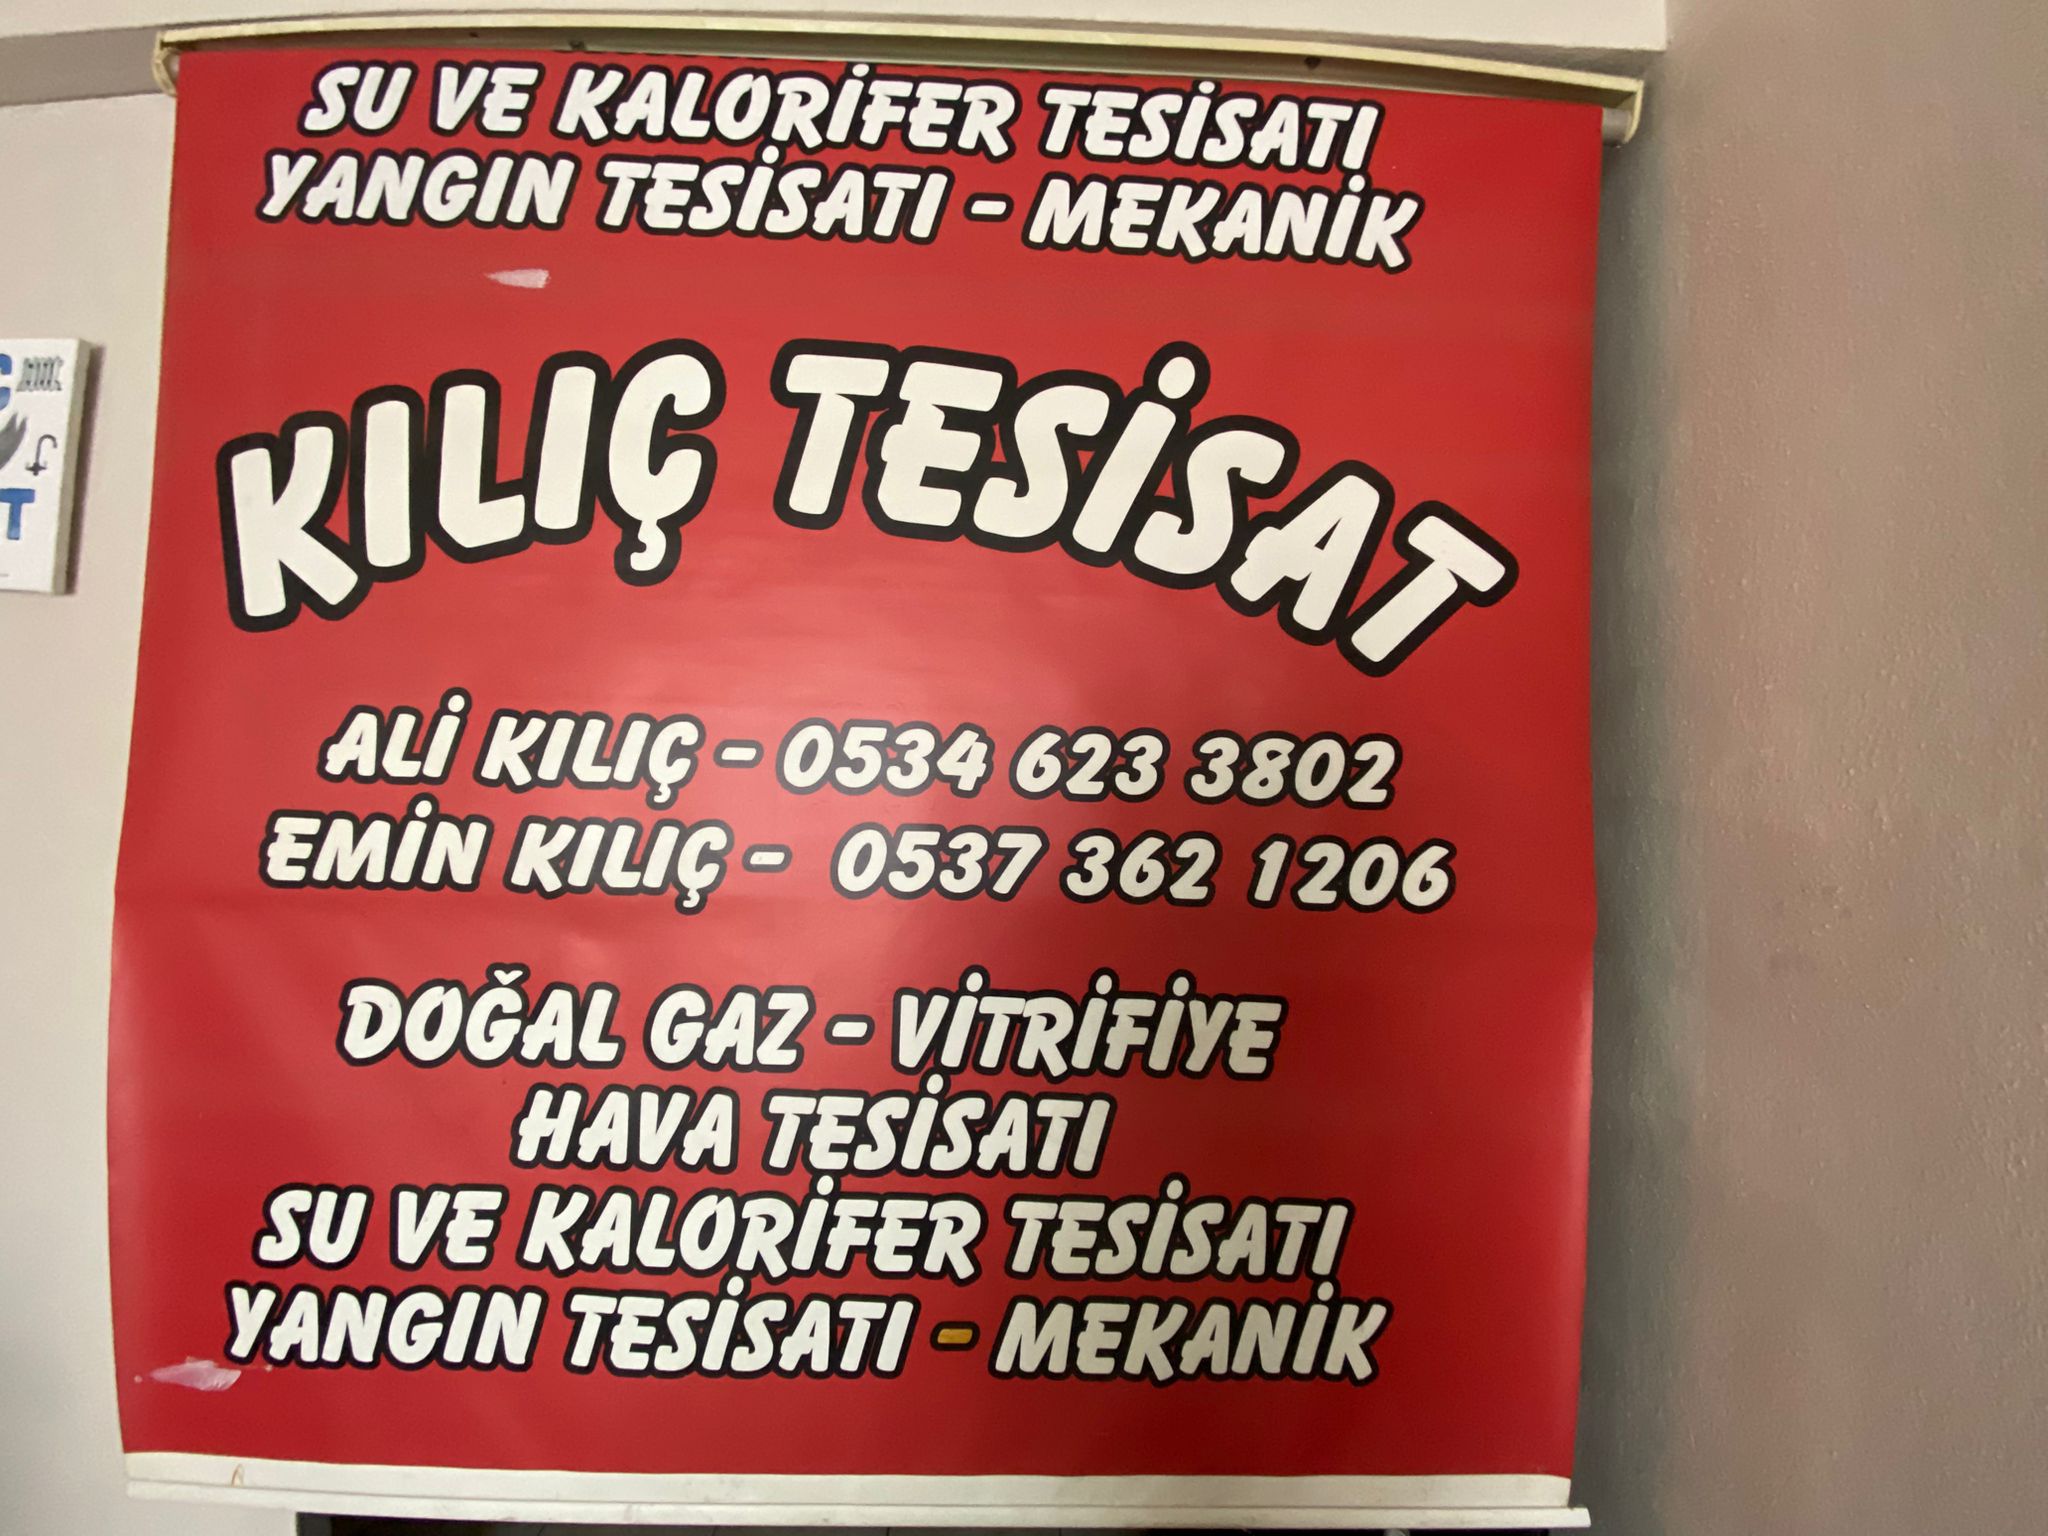 SU VE KALORİFER TESİSATI
YANGIN TESİSATI - MEKANİK
KILIÇ TESİSAT
ALİ KILIÇ - 0534 623 3802
EMİN KILIÇ - 0537 362 1206
DOĞAL GAZ - VİTRİFİYE
HAVA TESİSATI
SU VE KALORİFER TESİSATI
YANGIN TESİSATI - MEKANİK